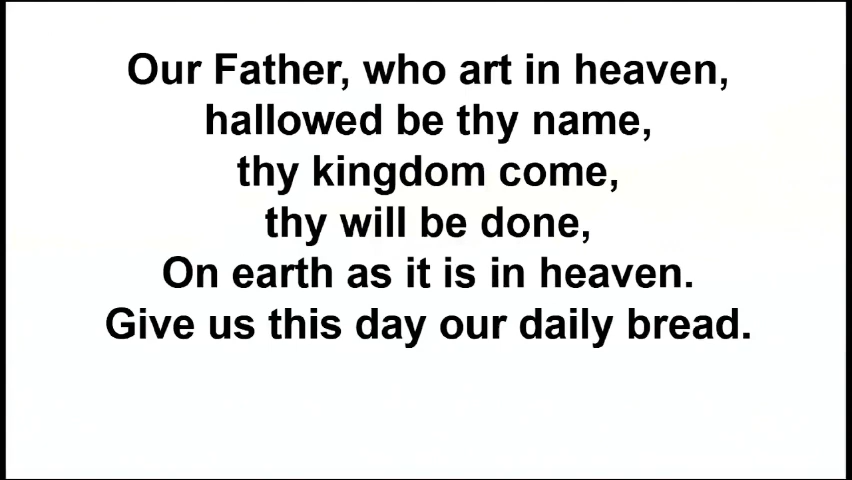 Our Father, who art in heaven,
hallowed be thy name,
thy kingdom come,
thy will be done,
On earth as it is in heaven.
Give us this day our daily bread.